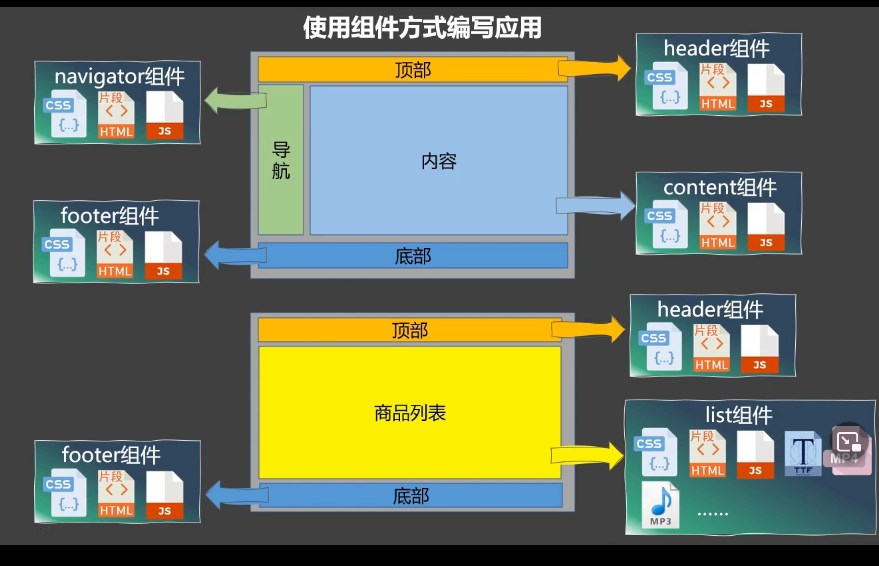 使用组件方式编写应用
navigator组件
CSS
{...}
片段
<>
HTML
JS
顶部
导航
内容
底部
header组件
CSS
{...}
片段
<>
HTML
JS
footer组件
CSS
{...}
片段
<>
HTML
JS
content组件
CSS
{...}
片段
<>
HTML
JS
顶部
商品列表
底部
header组件
CSS
{...}
片段
<>
HTML
JS
footer组件
CSS
{...}
片段
<>
HTML
JS
list组件
CSS
{...}
片段
<>
HTML
JS
T
TTF
MP4
MP3
......